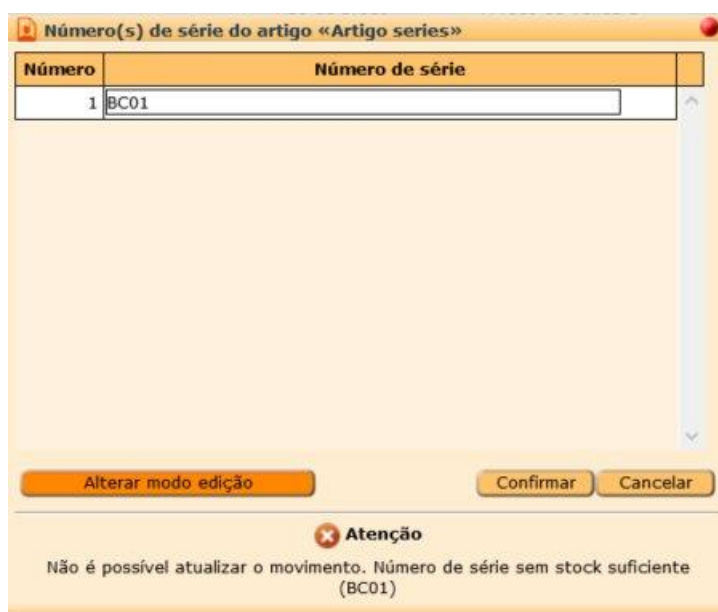 Número(s) de série do artigo «Artigo series»
Número Número de série
1 BC01
Alterar modo edição Confirmar Cancelar
Atenção
Não é possível atualizar o movimento. Número de série sem stock suficiente
(BC01)